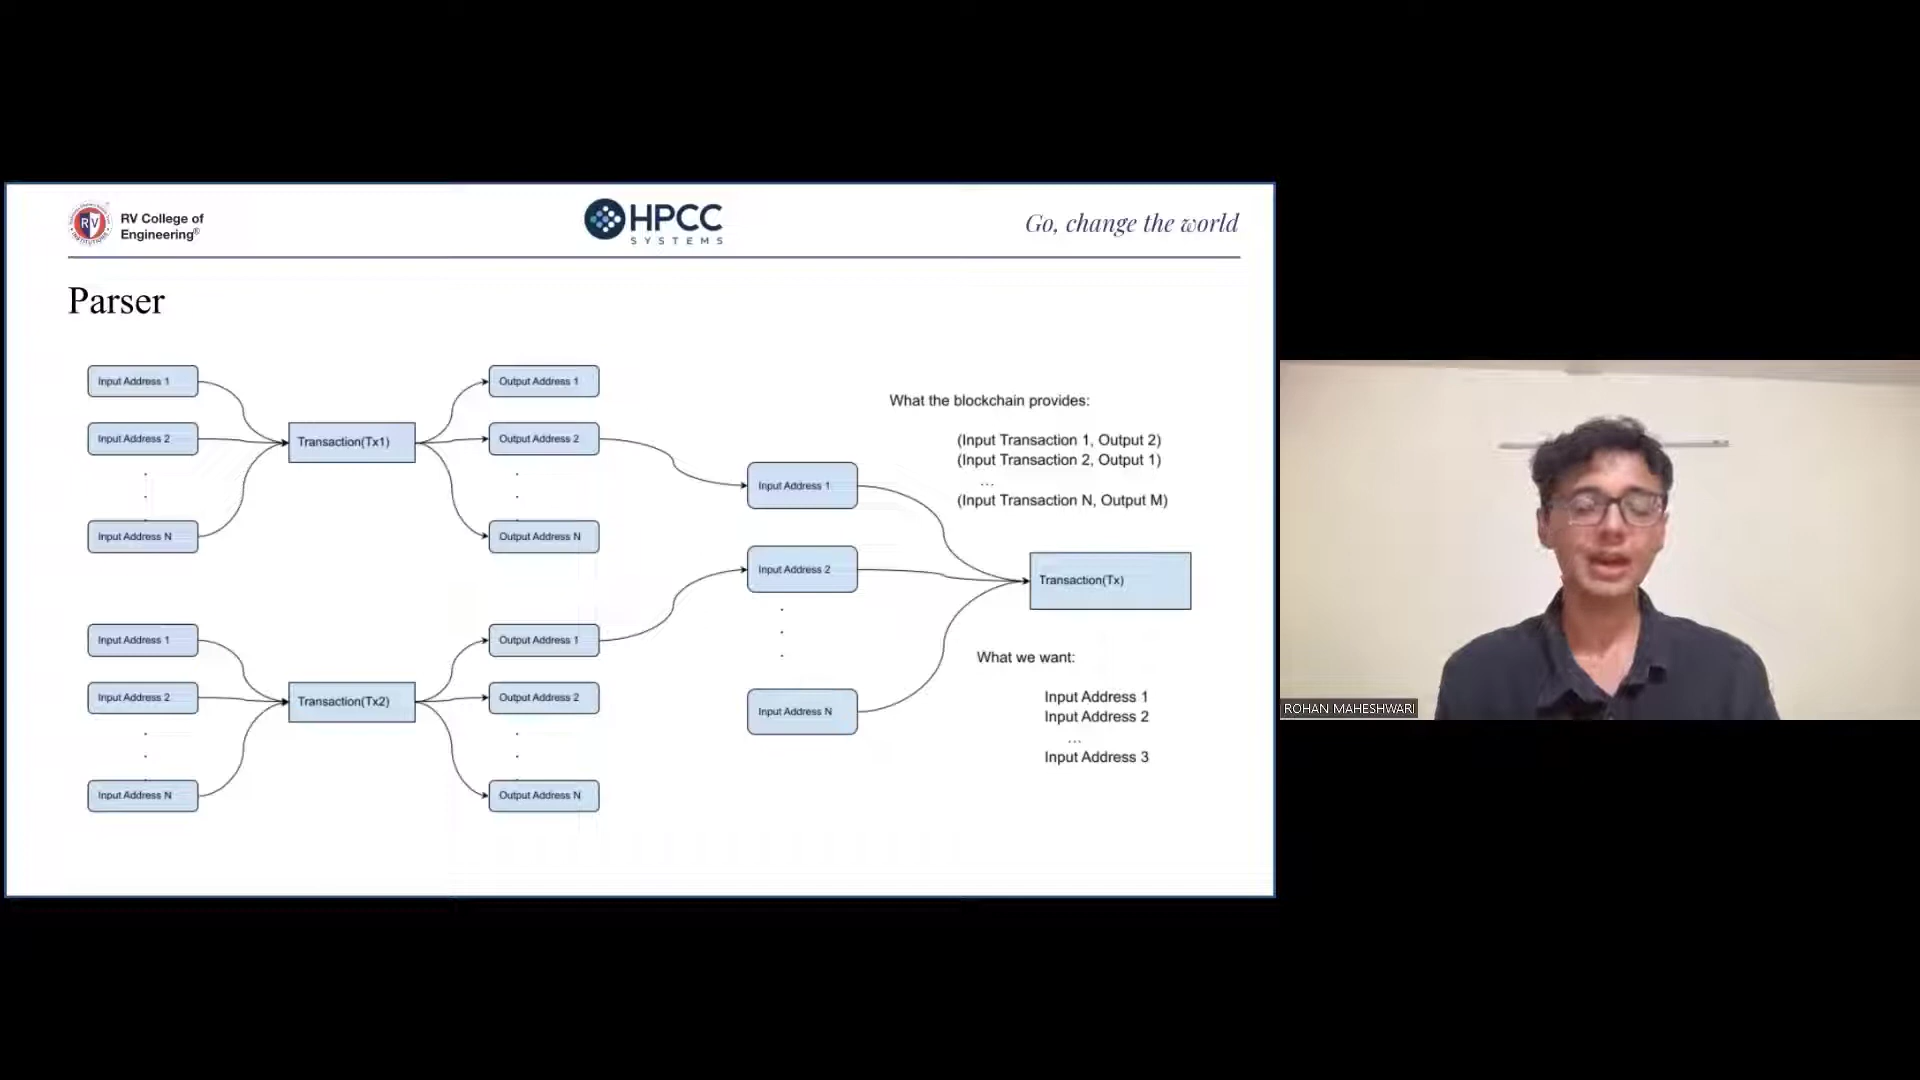 RV College of
Engineering®
HPCC
SYSTEMS
Go, change the world
Parser
Input Address 1
Input Address 2
.
.
Input Address N
Transaction(Tx1)
Output Address 1
Output Address 2
.
.
Output Address N
Input Address 1
Input Address 2
.
.
Input Address N
Transaction(Tx2)
Output Address 1
Output Address 2
.
.
Output Address N
Input Address 1
Input Address 2
.
.
.
Input Address N
What the blockchain provides:
(Input Transaction 1, Output 2)
(Input Transaction 2, Output 1)
...
(Input Transaction N, Output M)
Transaction(Tx)
What we want:
Input Address 1
Input Address 2
...
Input Address 3
ROHAN MAHESHWARI